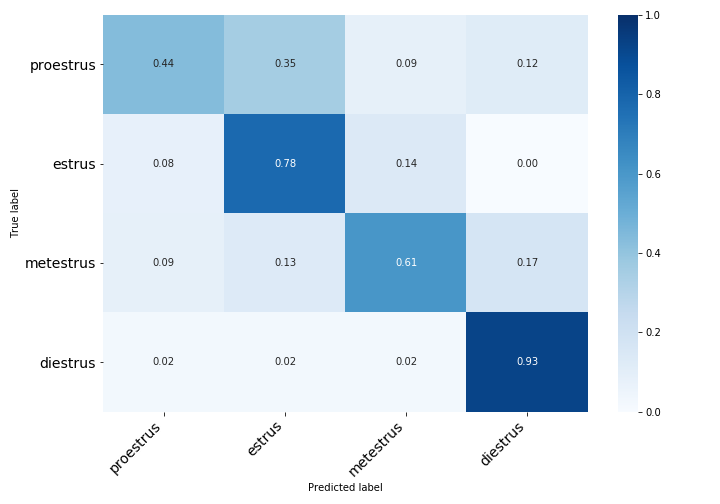 1.0
proestrus 0.44 0.35 0.09 0.12
0.8
estrus 0.08 0.78 0.14 0.00
0.6
True label
metestrus 0.09 0.13 0.61 0.17
0.4
0.2
diestrus 0.02 0.02 0.02 0.93
0.0
proestrus estrus metestrus diestrus
Predicted label